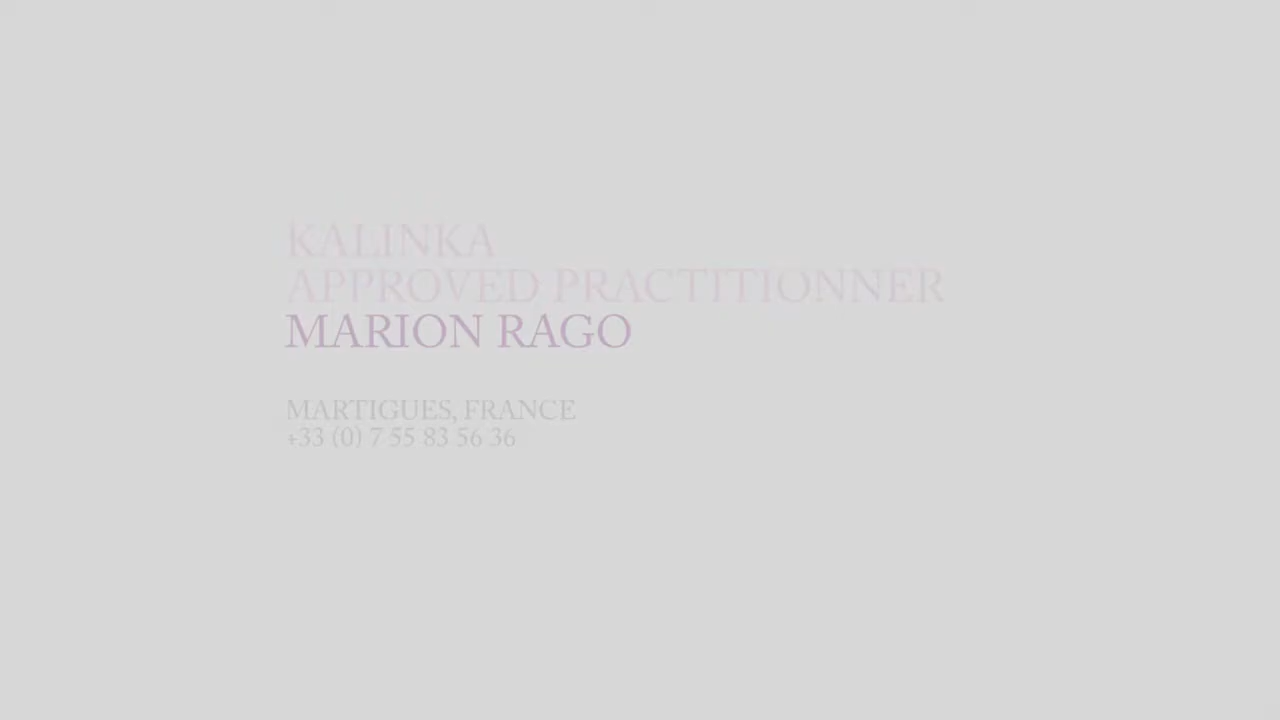 KALINKA
APPROVED PRACTITIONNER
MARION RAGO
MARTIGUES, FRANCE
+33 (0) 7 55 83 56 36